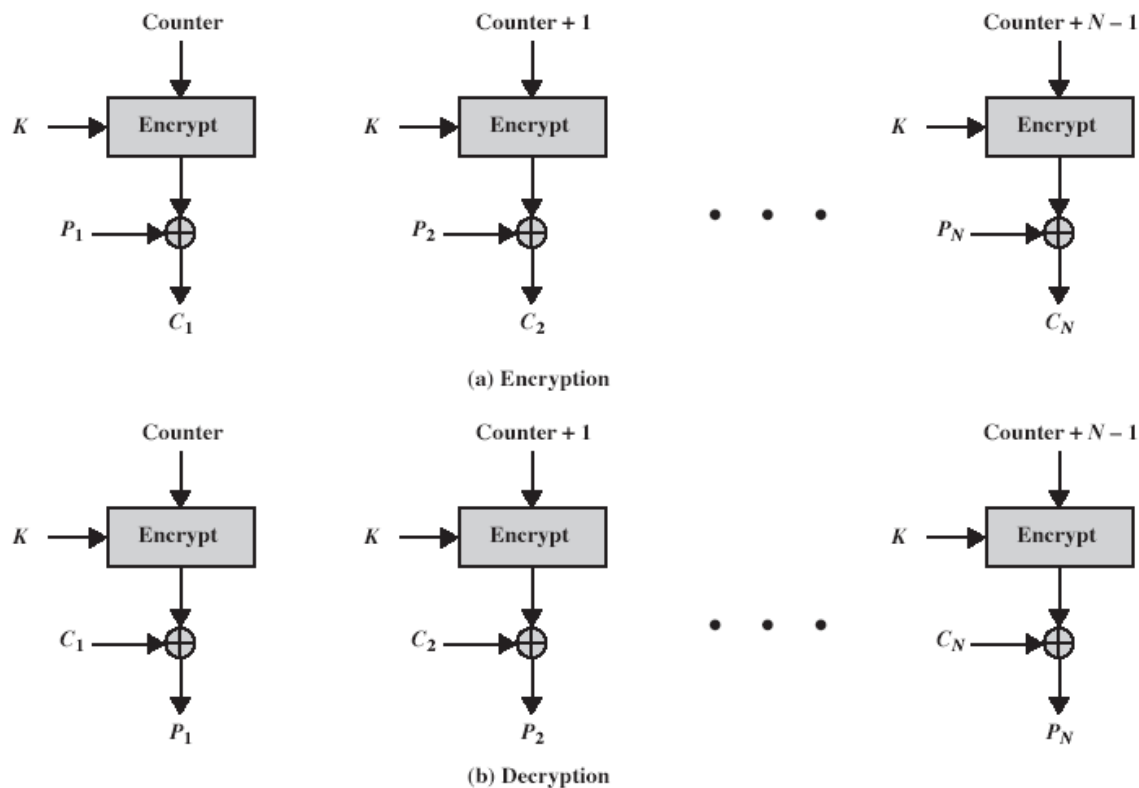 Counter Counter + 1 Counter + N – 1
K Encrypt K Encrypt K Encrypt
P1 P2 PN
C1 C2 CN
(a) Encryption
Counter Counter + 1 Counter + N – 1
K Encrypt K Encrypt K Encrypt
C1 C2 CN
P1 P2 PN
(b) Decryption